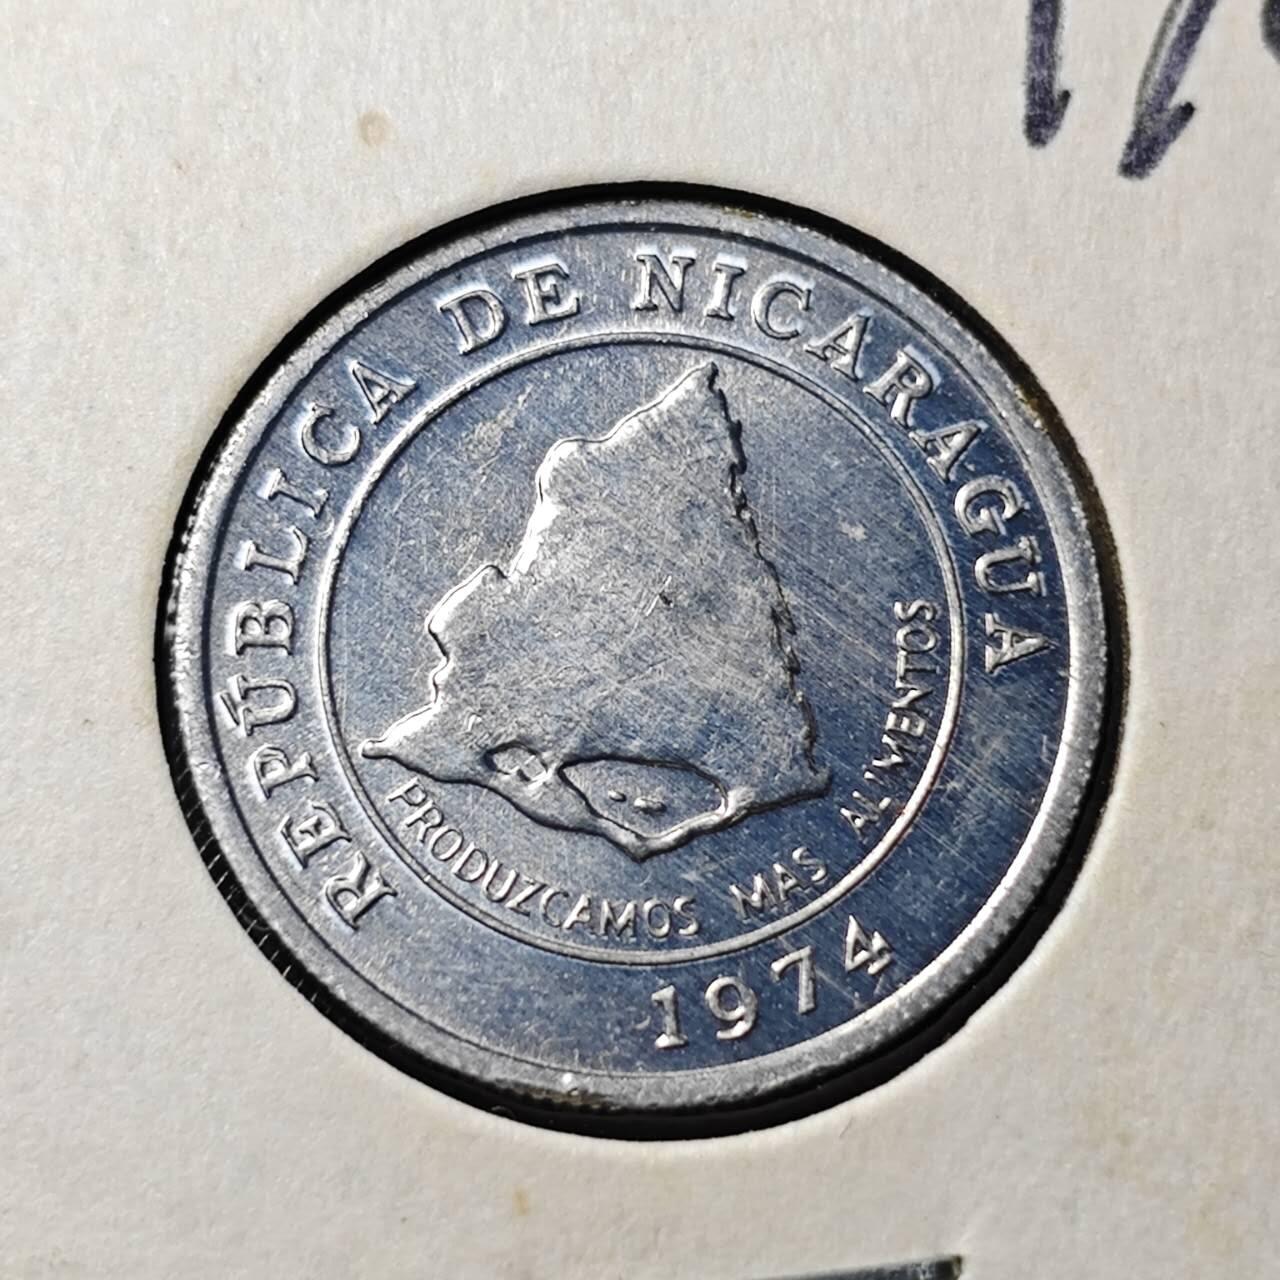 REPÚBLICA DE NICARAGUA
PRODUZCAMOS MAS ALIMENTOS
1974